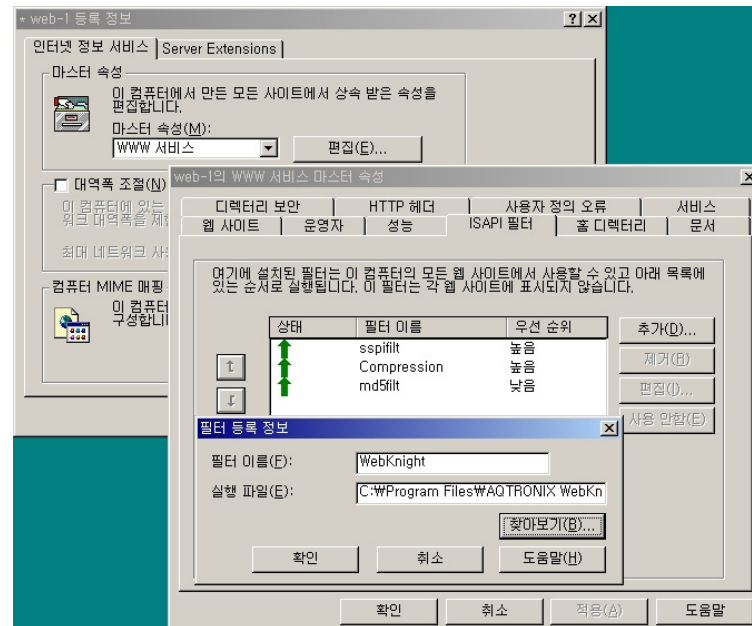 * web-1 등록 정보
인터넷 정보 서비스
Server Extensions
마스터 속성
이 컴퓨터에서 만든 모든 사이트에서 상속 받은 속성을
편집합니다.
마스터 속성(M):
WWW 서비스
편집(E)...
대역폭 조절(N)
이 컴퓨터에 있는
최대 네트워크
컴퓨터 MIME 매핑
이 컴퓨터
web-1의 WWW 서비스 마스터 속성
디렉터리 보안
HTTP 헤더
사용자 정의 오류
서비스
웹 사이트
운영자
성능
ISAPI 필터
홈 디렉터리
문서
여기에 설치된 필터는 이 컴퓨터의 모든 웹 사이트에서 사용할 수 있고 아래 목록에
있는 순서로 실행됩니다. 이 필터는 각 웹 사이트에 표시되지 않습니다.
상태 필터 이름 우선 순위
sspifilt 높음
Compression 높음
md5filt 낮음
추가(D)...
제거(R)
편집(I)...
사용 안함(E)
필터 등록 정보
필터 이름(F):
WebKnight
실행 파일(E):
C:₩Program Files₩AQTRONIX WebKn
찾아보기(B)...
확인
취소
도움말(H)
확인
취소
적용(A)
도움말